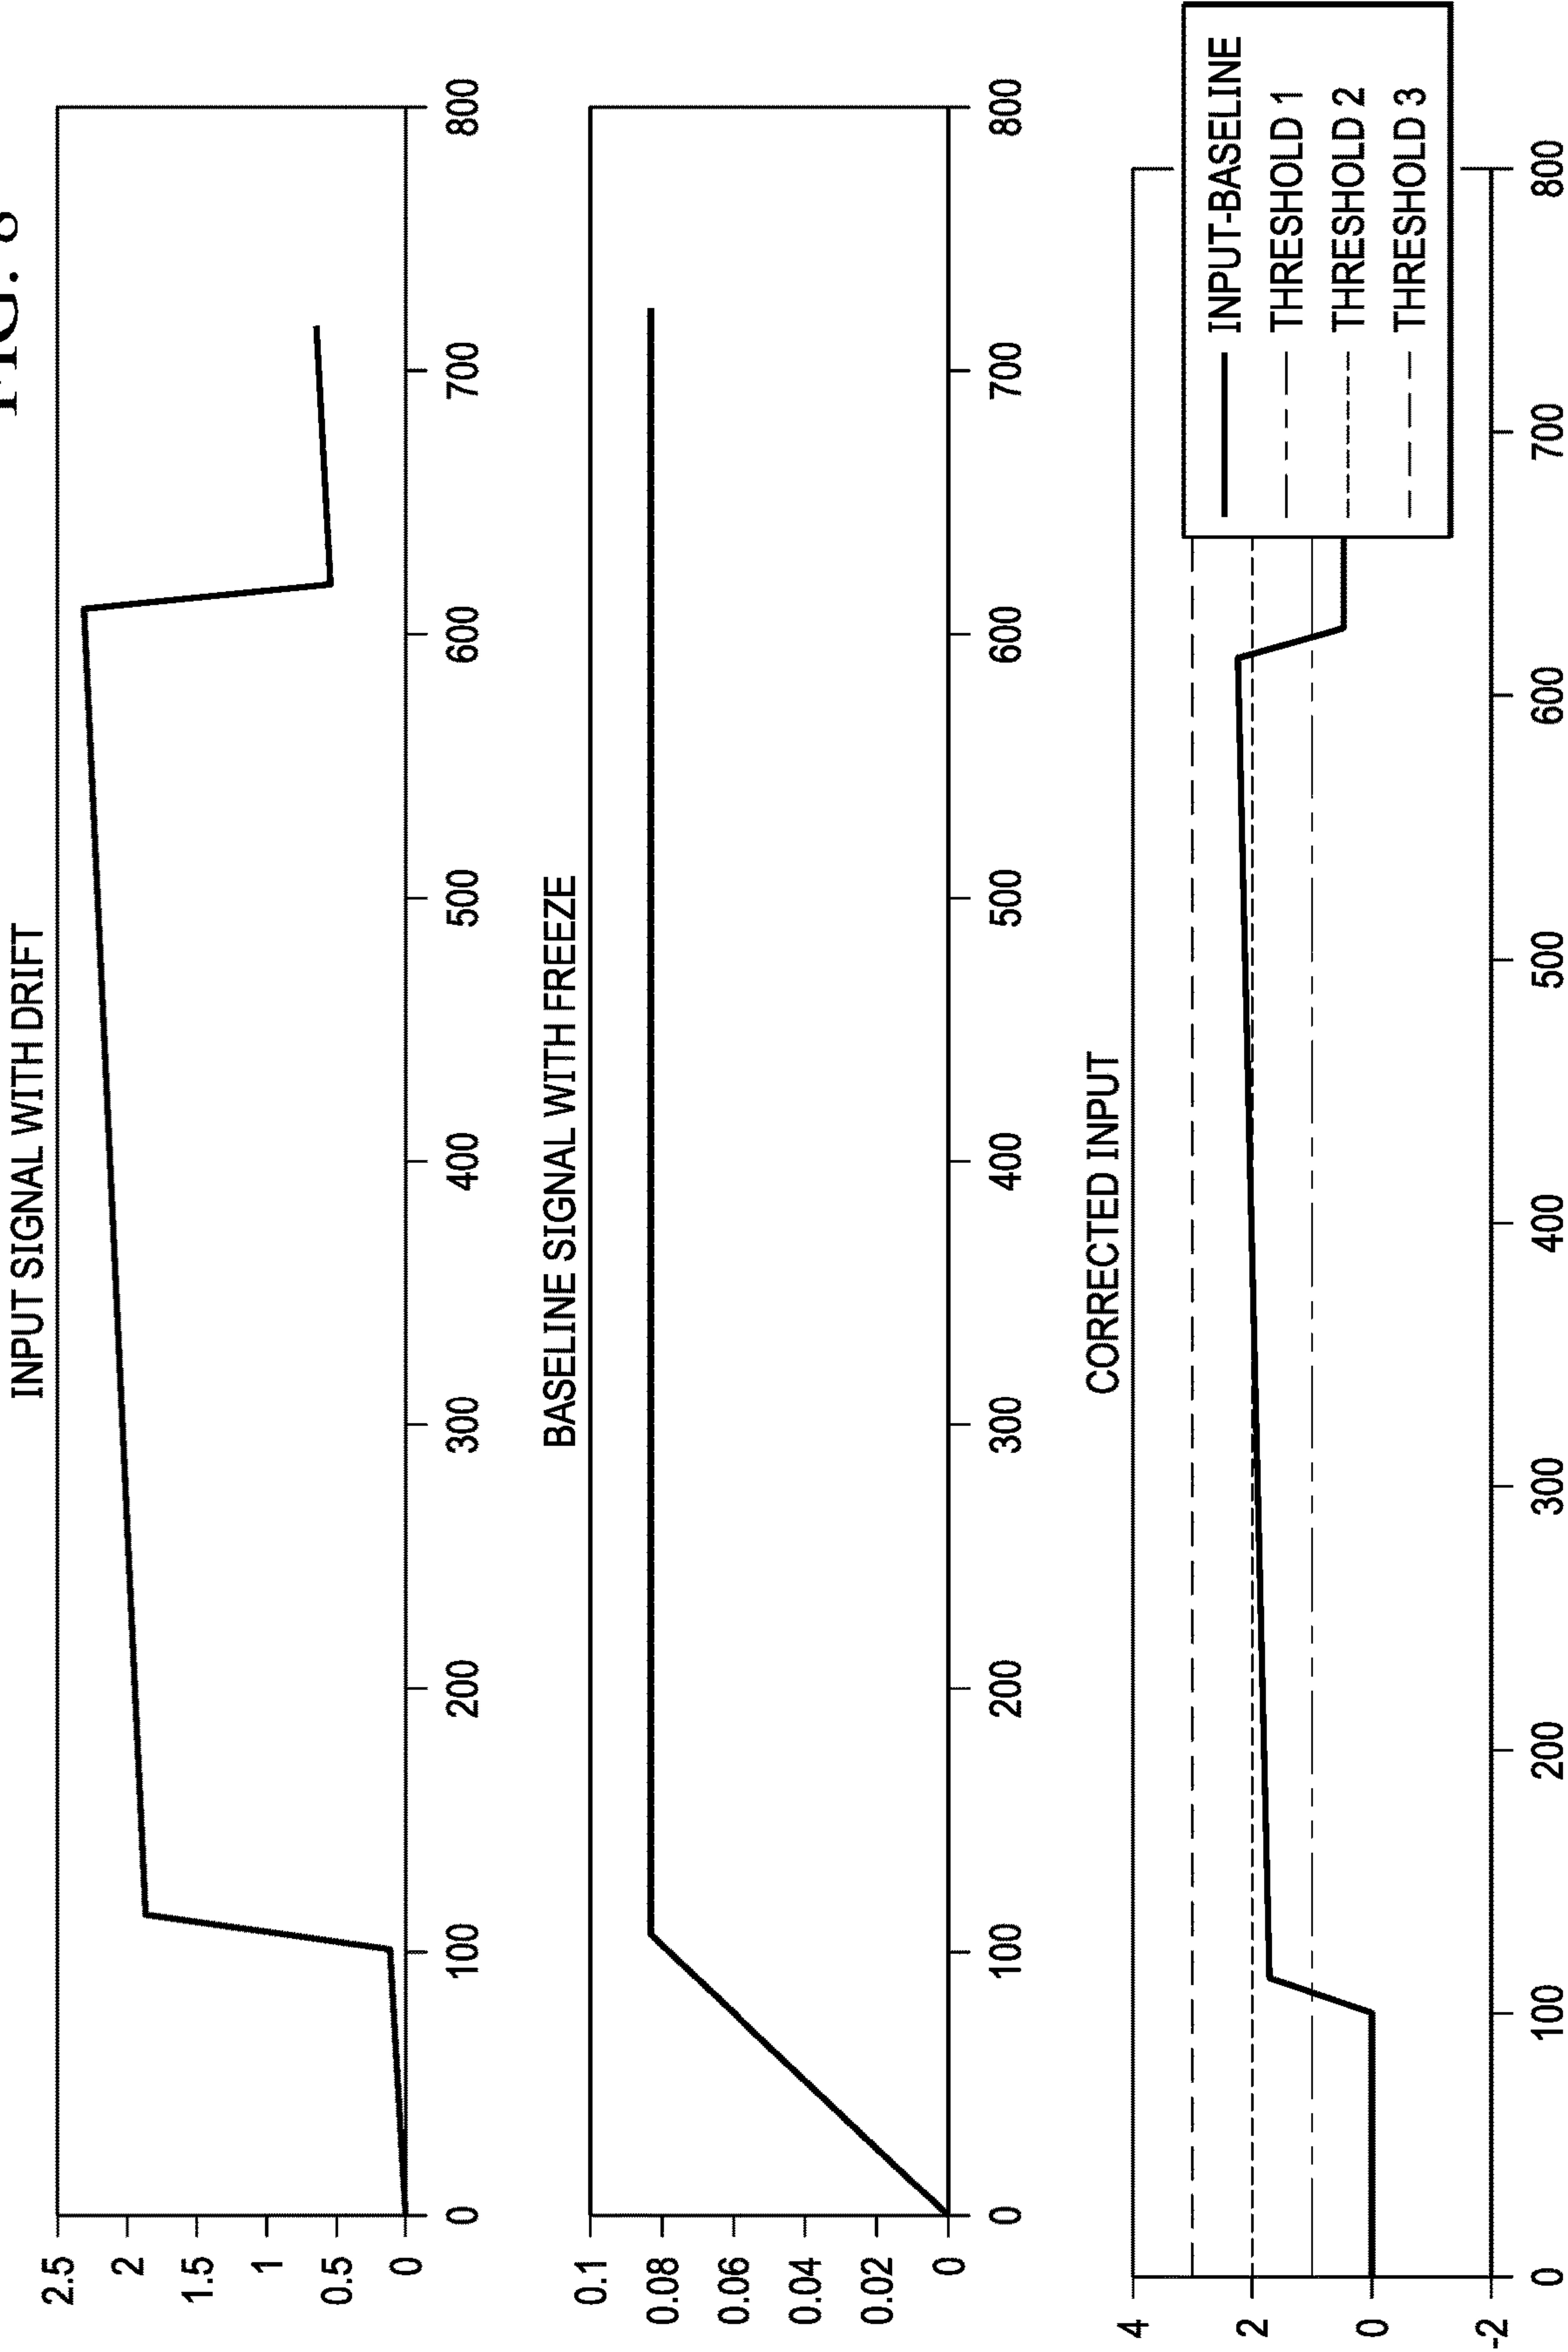 FIG. 8
INPUT SIGNAL WITH DRIFT
2.5
2
1.5
1
0.5
0
0 100 200 300 400 500 600 700 800
BASELINE SIGNAL WITH FREEZE
0.1
0.08
0.06
0.04
0.02
0
0 100 200 300 400 500 600 700 800
CORRECTED INPUT
4
2
0
-2
0 100 200 300 400 500 600 700 800
INPUT-BASELINE
THRESHOLD 1
THRESHOLD 2
THRESHOLD 3